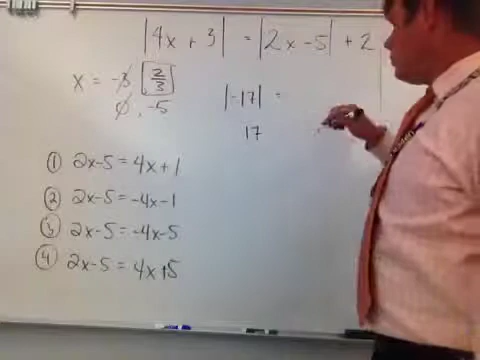 |4x + 3| = |2x - 5| + 2
x = -3, 2/3
0, -5
|-17| =
17
① 2x - 5 = 4x + 1
② 2x - 5 = -4x - 1
③ 2x - 5 = -4x - 5
④ 2x - 5 = 4x + 5